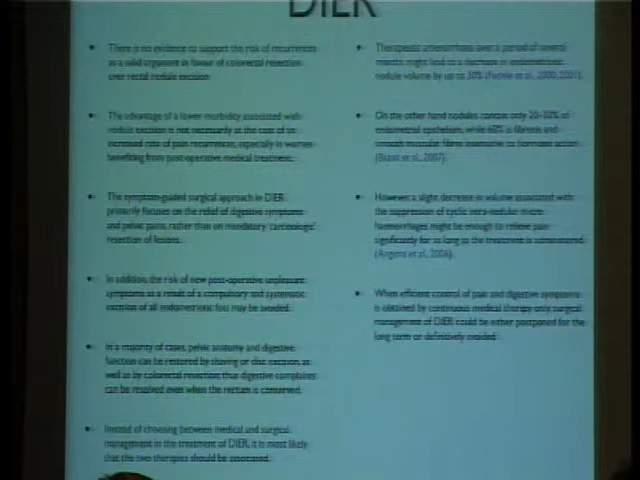 DIER
There is no evidence to support the risk of recurrences
as a valid argument in favour of colorectal resection
over rectal nodule excision
The advantage of a lower morbidity associated with
nodule excision is not necessarily at the cost of an
increased rate of pain recurrences, especially in women
benefiting from post-operative medical treatment.
The symptom-guided surgical approach in DIER
primarily focuses on the relief of digestive symptoms
and pelvic pains, rather than on mandatory 'carcinologic'
resection of lesions.
In addition, the risk of new post-operative unpleasant
symptoms as a result of a compulsory and systematic
excision of all endometriotic foci may be avoided.
In a majority of cases, pelvic anatomy and digestive
function can be restored by shaving or disc excision, as
well as by colorectal resection; thus digestive complaints
can be resolved even when the rectum is conserved.
Instead of choosing between medical and surgical
management in the treatment of DIER, it is most likely
that the two therapies should be associated.
Therapeutic amenorrhoea over a period of several
months might lead to a decrease in endometriotic
nodule volume by up to 30% (Fedele et al., 2000, 2001).
On the other hand nodules contain only 20–30% of
endometrial epithelium, while 60% is fibrosis and
smooth muscular fibres insensitive to hormone action
et al., 2007).
However, a slight decrease in volume associated with
the suppression of cyclic intra-nodular micro
haemorrhages might be enough to relieve pain
significantly for as long as the treatment is administered
et al., 2006).
When efficient control of pain and digestive symptoms
is obtained by continuous medical therapy only, surgical
management of DIER could be either postponed for the
long term or definitively avoided.